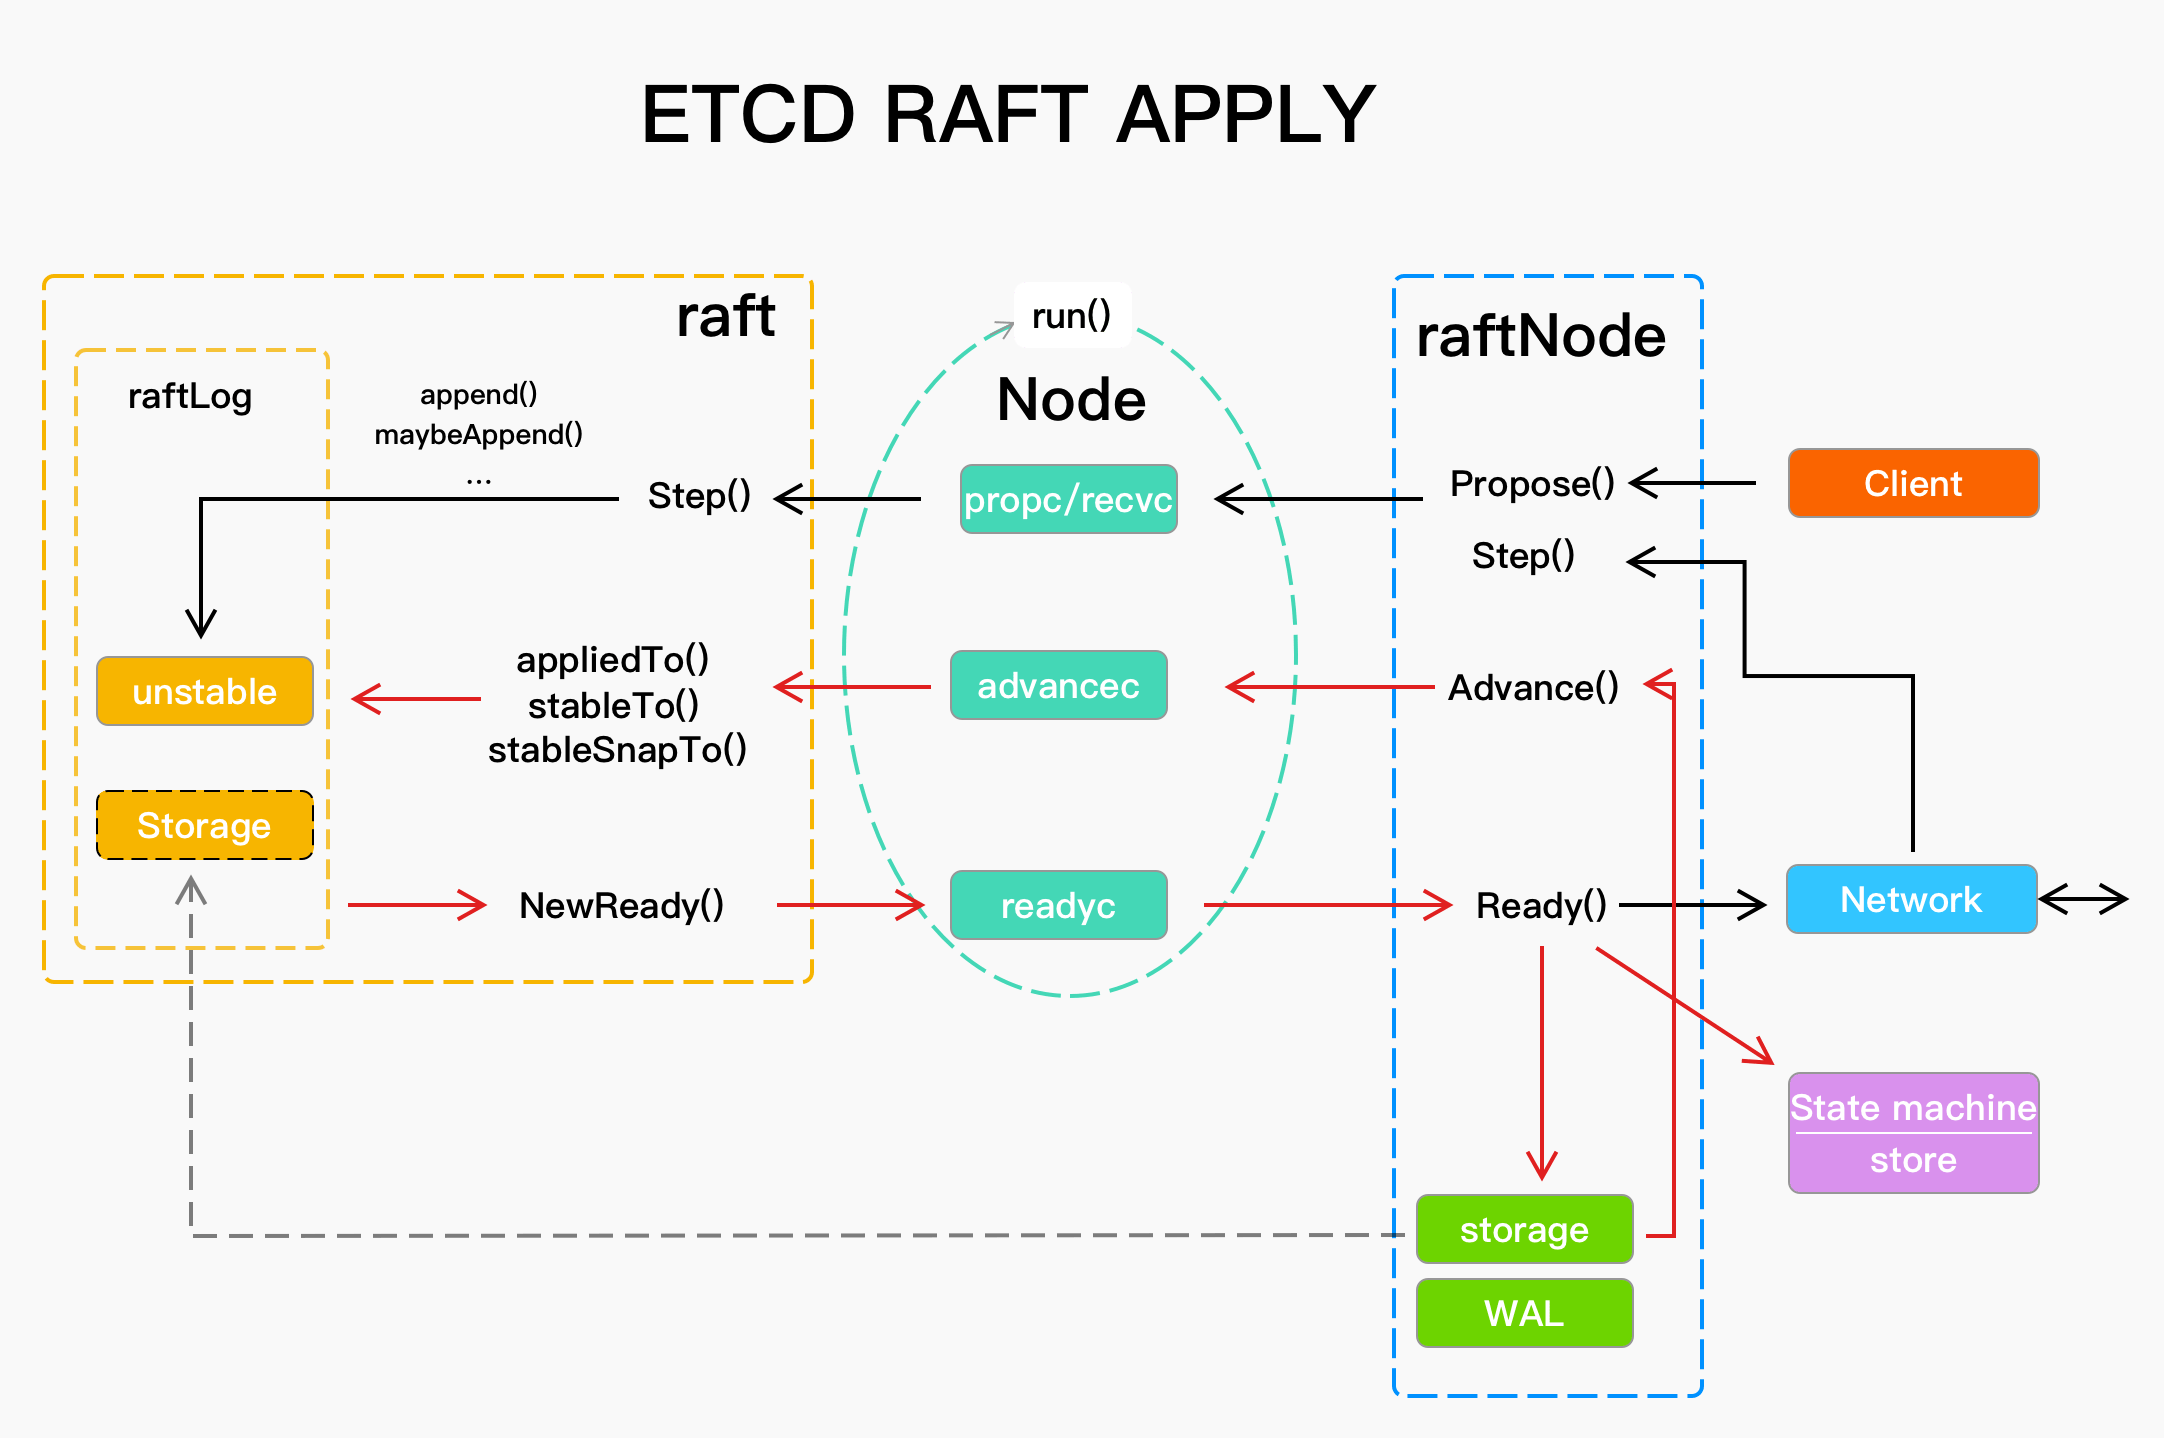 ETCD RAFT APPLY
raft
raftLog
append()
maybeAppend()
...
Step()
unstable
appliedTo()
stableTo()
stableSnapTo()
Storage
NewReady()
run()
Node
propc/recvc
advancec
readyc
raftNode
Propose()
Step()
Advance()
Ready()
storage
WAL
Client
Network
State machine
store